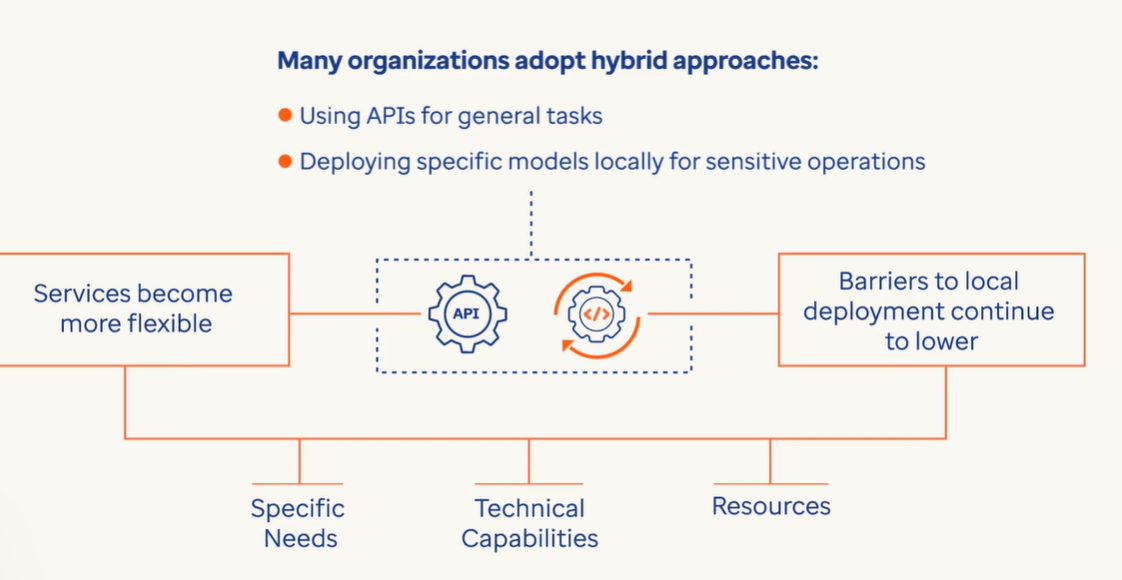 Many organizations adopt hybrid approaches:
Using APIs for general tasks
Deploying specific models locally for sensitive operations
Services become
more flexible
API
</>
Barriers to local
deployment continue
to lower
Specific
Needs
Technical
Capabilities
Resources